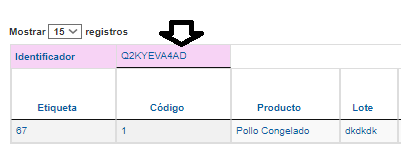 Mostrar 15 registros
Identificador Q2KYEVA4AD
Etiqueta Código Producto Lote
67 1 Pollo Congelado dkdkdk